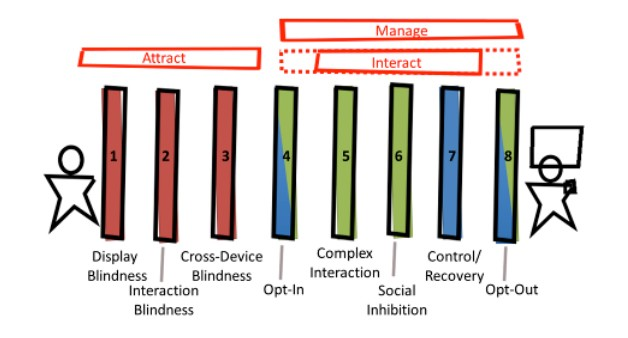 Manage
Attract
Interact
1 2 3 4 5 6 7 8
Display
Blindness
Interaction
Blindness
Cross-Device
Blindness
Opt-In
Complex
Interaction
Social
Inhibition
Control/
Recovery
Opt-Out